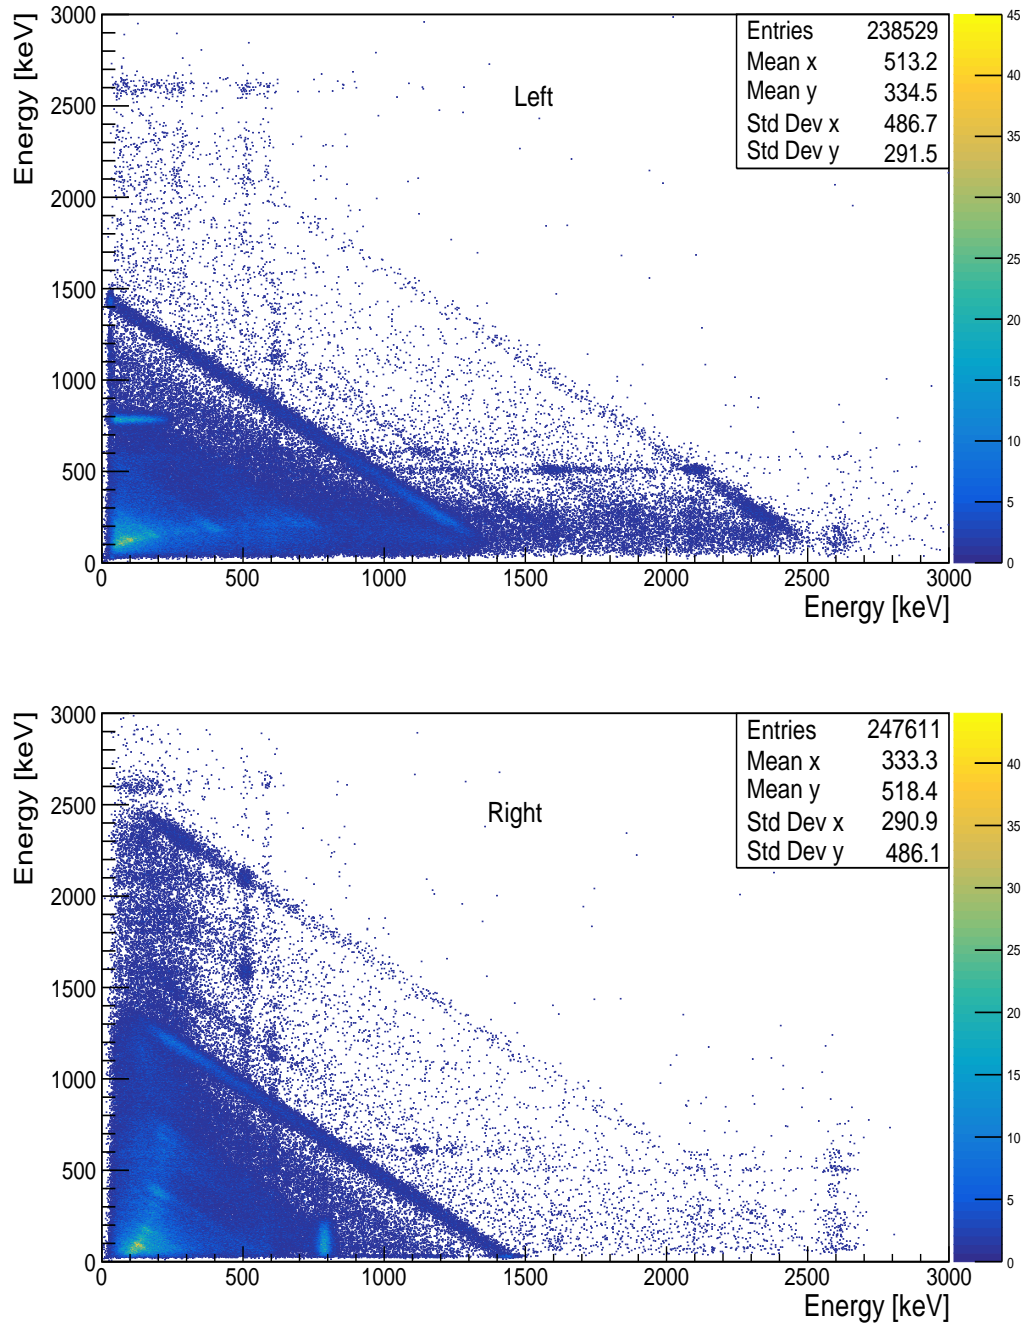 Energy [keV]
3000
2500
2000
1500
1000
500
0
Left
Entries 238529
Mean x 513.2
Mean y 334.5
Std Dev x 486.7
Std Dev y 291.5
45
40
35
30
25
20
15
10
5
0
0 500 1000 1500 2000 2500 3000
Energy [keV]
Energy [keV]
3000
2500
2000
1500
1000
500
0
Right
Entries 247611
Mean x 333.3
Mean y 518.4
Std Dev x 290.9
Std Dev y 486.1
40
35
30
25
20
15
10
5
0
0 500 1000 1500 2000 2500 3000
Energy [keV]